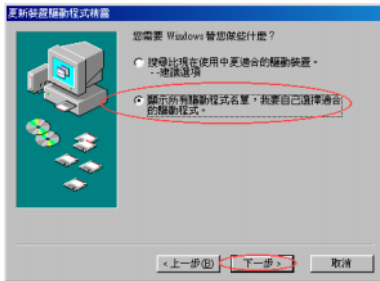 更新裝置驅動程式精靈
您需要 Windows 替您做些什麼？
搜尋比現在使用中更適合的驅動裝置。
--建議選項
顯示所有驅動程式名單，我要自己選擇適合
的驅動程式。
<上一步(B)
下一步 >
取消